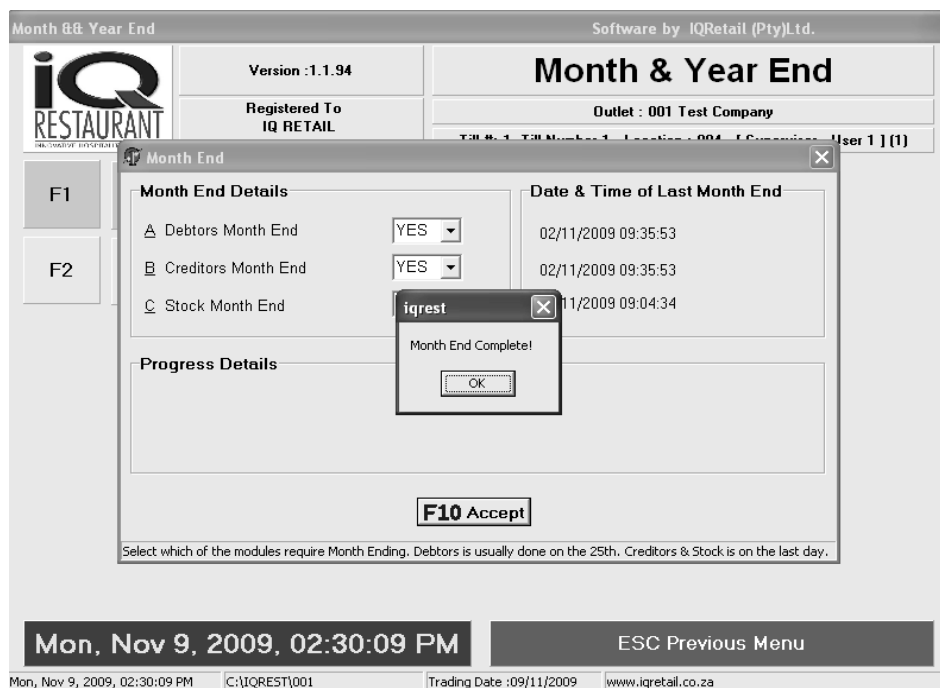 Month && Year End
Software by IQRetail (Pty)Ltd.
iQ
RESTAURANT
Version :1.1.94
Month & Year End
Registered To
IQ RETAIL
Outlet : 001 Test Company
User 1 ] (1)
F1
F2
Month End
Month End Details
Date & Time of Last Month End
A Debtors Month End
YES
02/11/2009 09:35:53
B Creditors Month End
YES
02/11/2009 09:35:53
C Stock Month End
11/2009 09:04:34
iqrest
Month End Complete!
OK
Progress Details
F10 Accept
Select which of the modules require Month Ending. Debtors is usually done on the 25th. Creditors & Stock is on the last day.
Mon, Nov 9, 2009, 02:30:09 PM
ESC Previous Menu
Mon, Nov 9, 2009, 02:30:09 PM
C:\IQREST\001
Trading Date :09/11/2009
www.iqretail.co.za